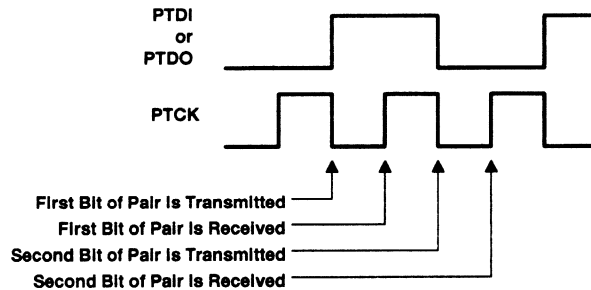 PTDI
or
PTDO
PTCK
First Bit of Pair Is Transmitted
First Bit of Pair Is Received
Second Bit of Pair Is Transmitted
Second Bit of Pair Is Received